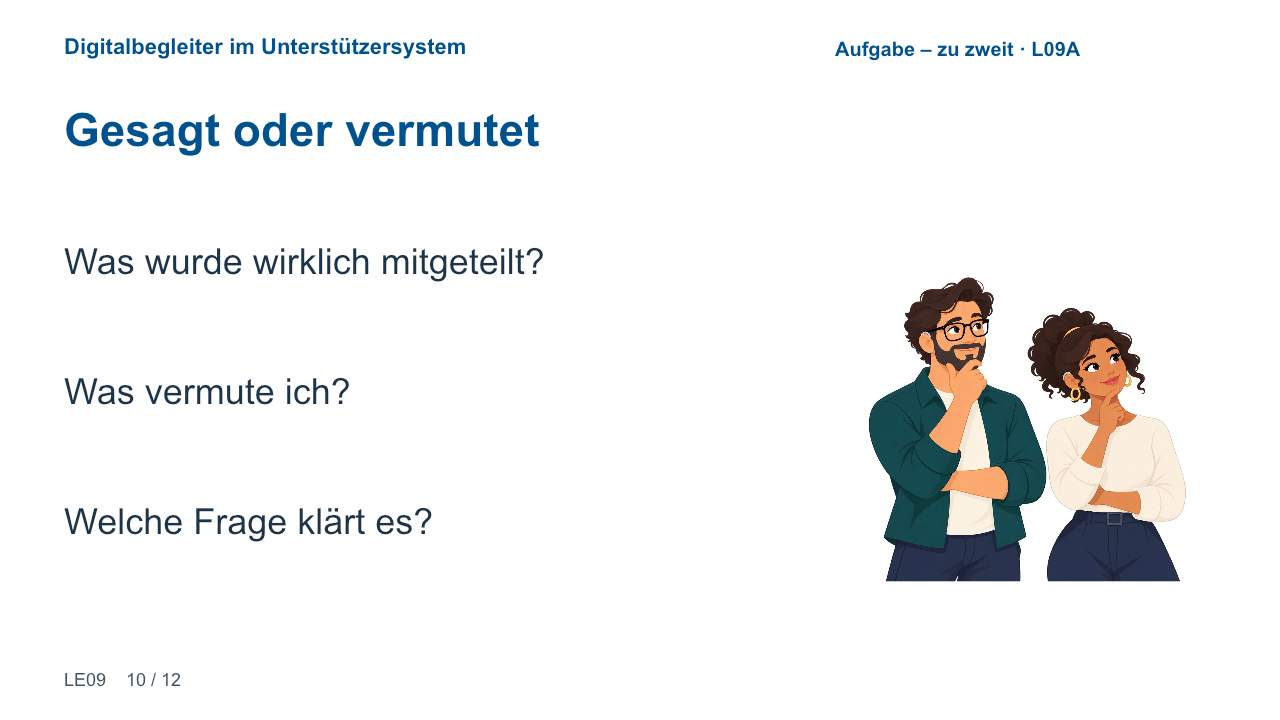 Digitalbegleiter im Unterstützersystem
Aufgabe – zu zweit · L09A
Gesagt oder vermutet
Was wurde wirklich mitgeteilt?
Was vermute ich?
Welche Frage klärt es?
LE09 10 / 12